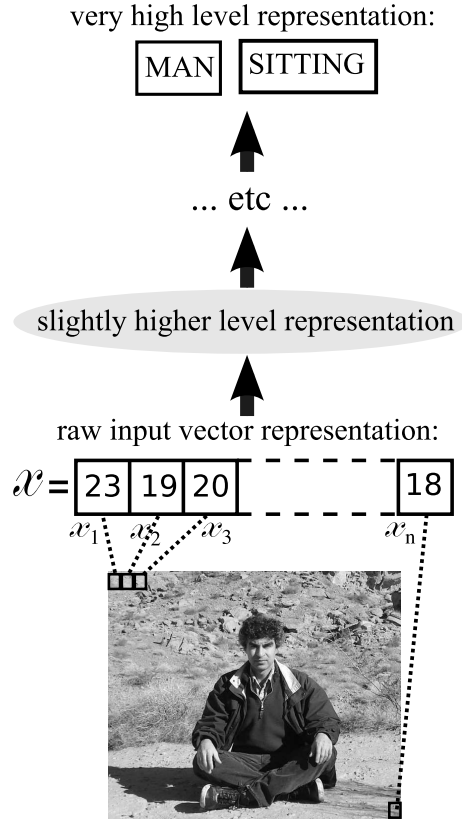 very high level representation:
MAN SITTING
... etc ...
slightly higher level representation
raw input vector representation:
x = 23 19 20 18
x1 x2 x3 xn